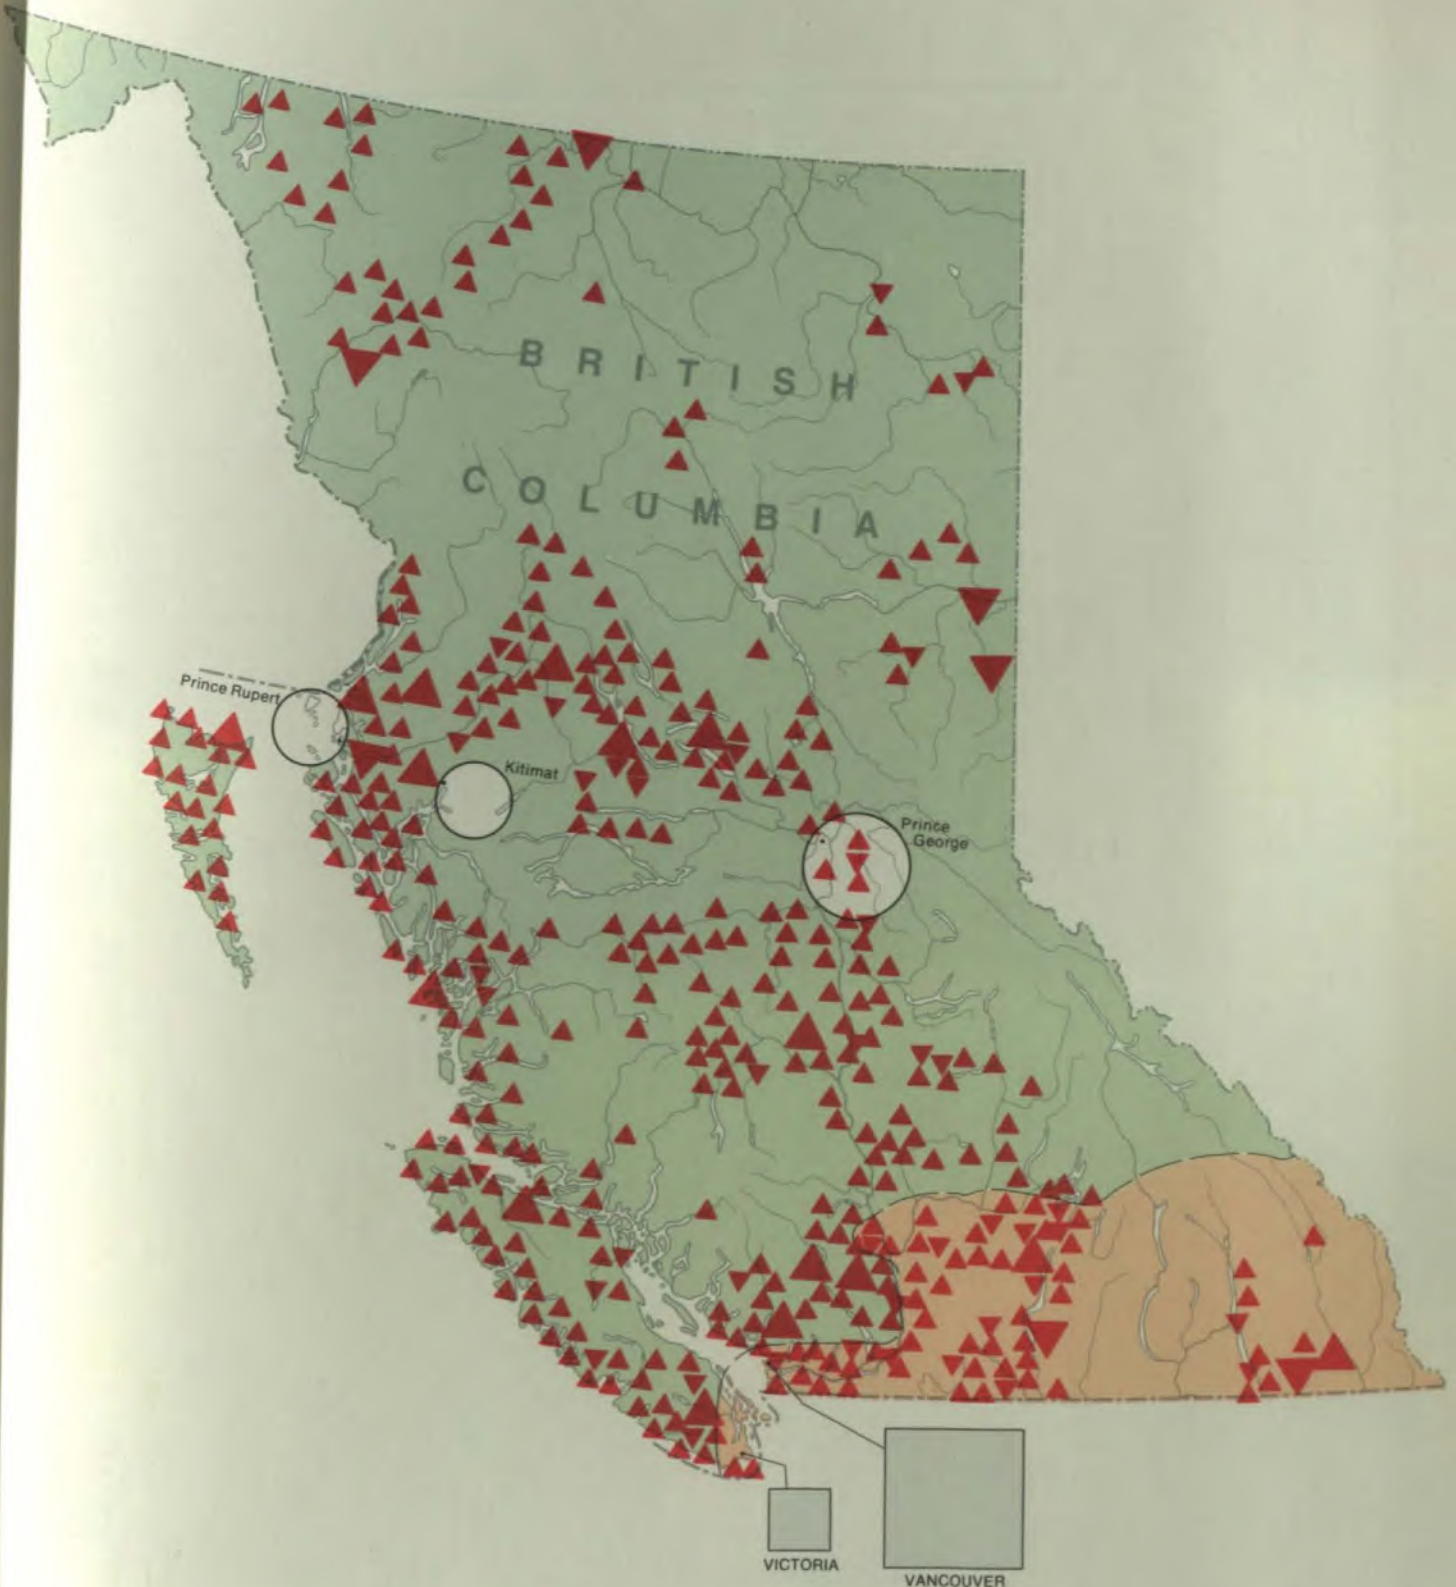 BRITISH
COLUMBIA
Prince Rupert
Kitimat
Prince
George
VICTORIA
VANCOUVER